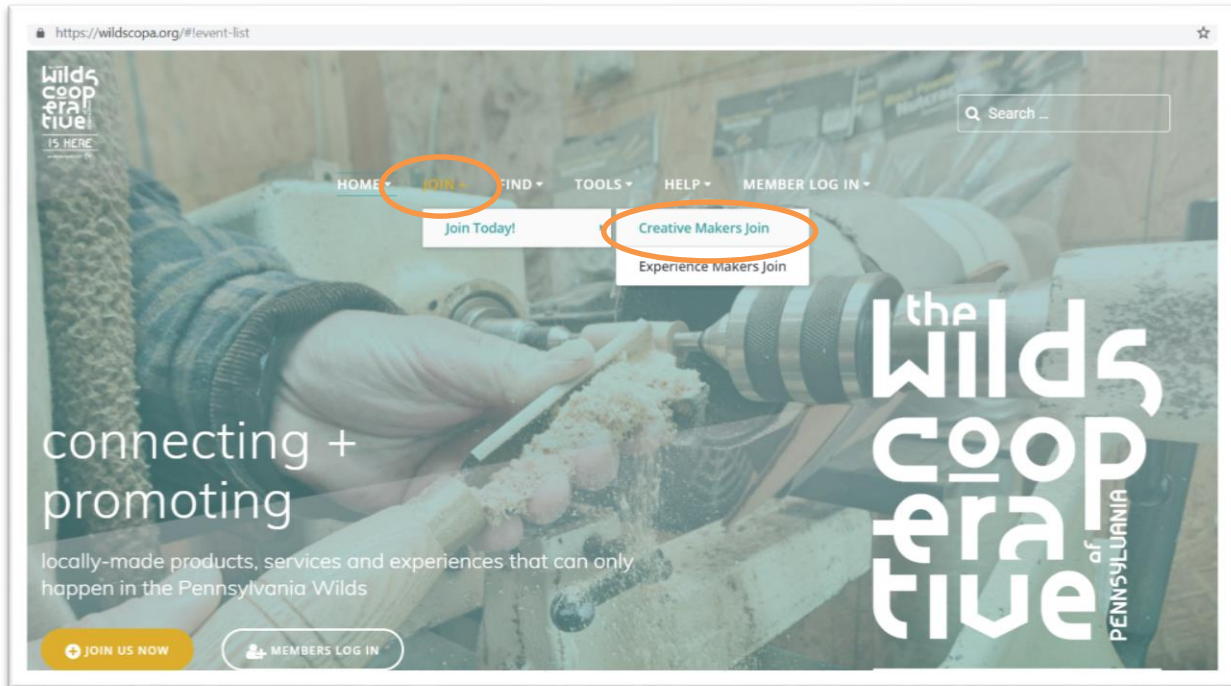 https://wildscopa.org/#!event-list
the
wilds
coop
era
tive
IS HERE
Search ...
HOME
JOIN
FIND
TOOLS
HELP
MEMBER LOG IN
Join Today!
Creative Makers Join
Experience Makers Join
connecting +
promoting
locally-made products, services and experiences that can only
happen in the Pennsylvania Wilds
JOIN US NOW
MEMBERS LOG IN
the
wilds
coop
era
tive
of
PENNSYLVANIA